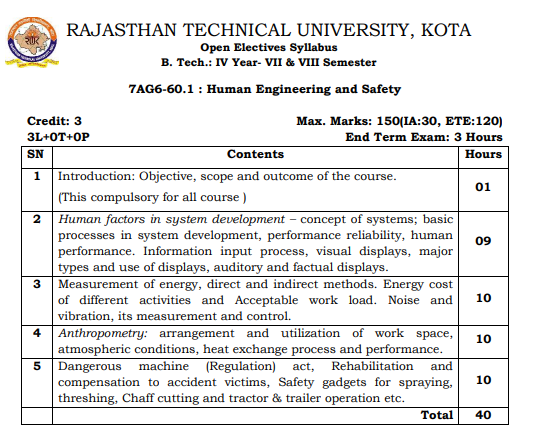 RAJASTHAN TECHNICAL UNIVERSITY, KOTA
Open Electives Syllabus
B. Tech.: IV Year- VII & VIII Semester
7AG6-60.1 : Human Engineering and Safety
Credit: 3 Max. Marks: 150(IA:30, ETE:120)
3L+0T+0P End Term Exam: 3 Hours
SN Contents Hours
1 Introduction: Objective, scope and outcome of the course.
(This compulsory for all course )
01
2 Human factors in system development – concept of systems; basic
processes in system development, performance reliability, human
performance. Information input process, visual displays, major
types and use of displays, auditory and factual displays.
09
3 Measurement of energy, direct and indirect methods. Energy cost
of different activities and Acceptable work load. Noise and
vibration, its measurement and control.
10
4 Anthropometry: arrangement and utilization of work space,
atmospheric conditions, heat exchange process and performance.
10
5 Dangerous machine (Regulation) act, Rehabilitation and
compensation to accident victims, Safety gadgets for spraying,
threshing, Chaff cutting and tractor & trailer operation etc.
10
Total 40